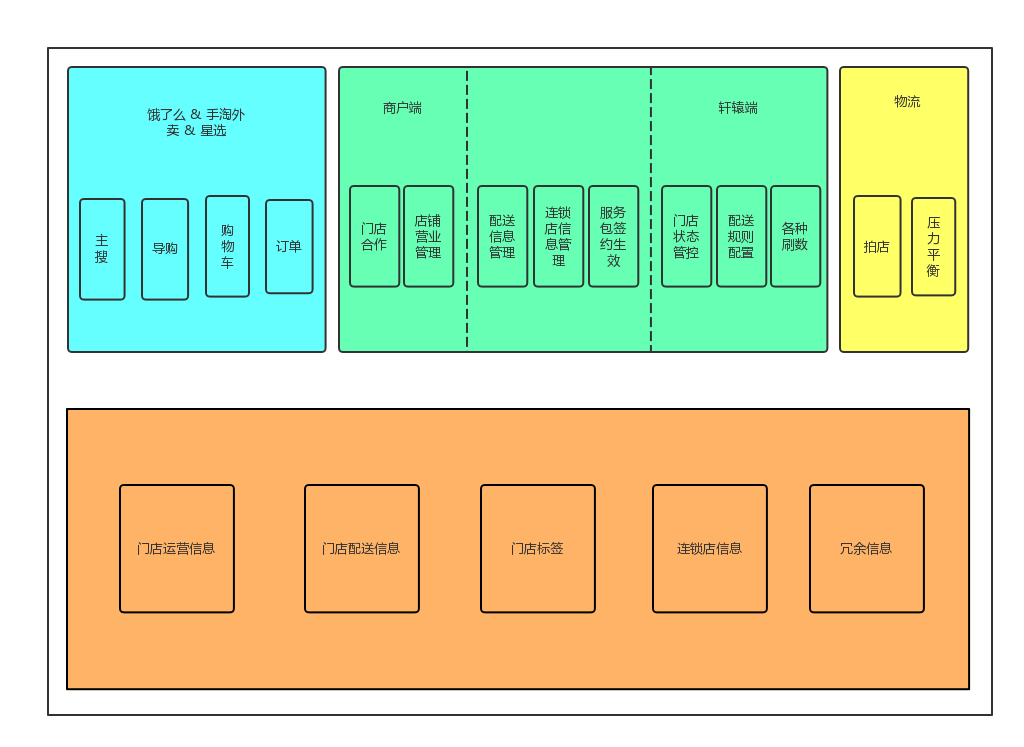 饿了么 & 手淘外
卖 & 星选
主
搜
导购
购
物
车
订单
商户端
轩辕端
门店
合作
店铺
营业
管理
配送
信息
管理
连锁
店信
息管
理
服务
包签
约生
效
门店
状态
管控
配送
规则
配置
各种
刷数
物流
拍店
压
力
平
衡
门店运营信息
门店配送信息
门店标签
连锁店信息
冗余信息